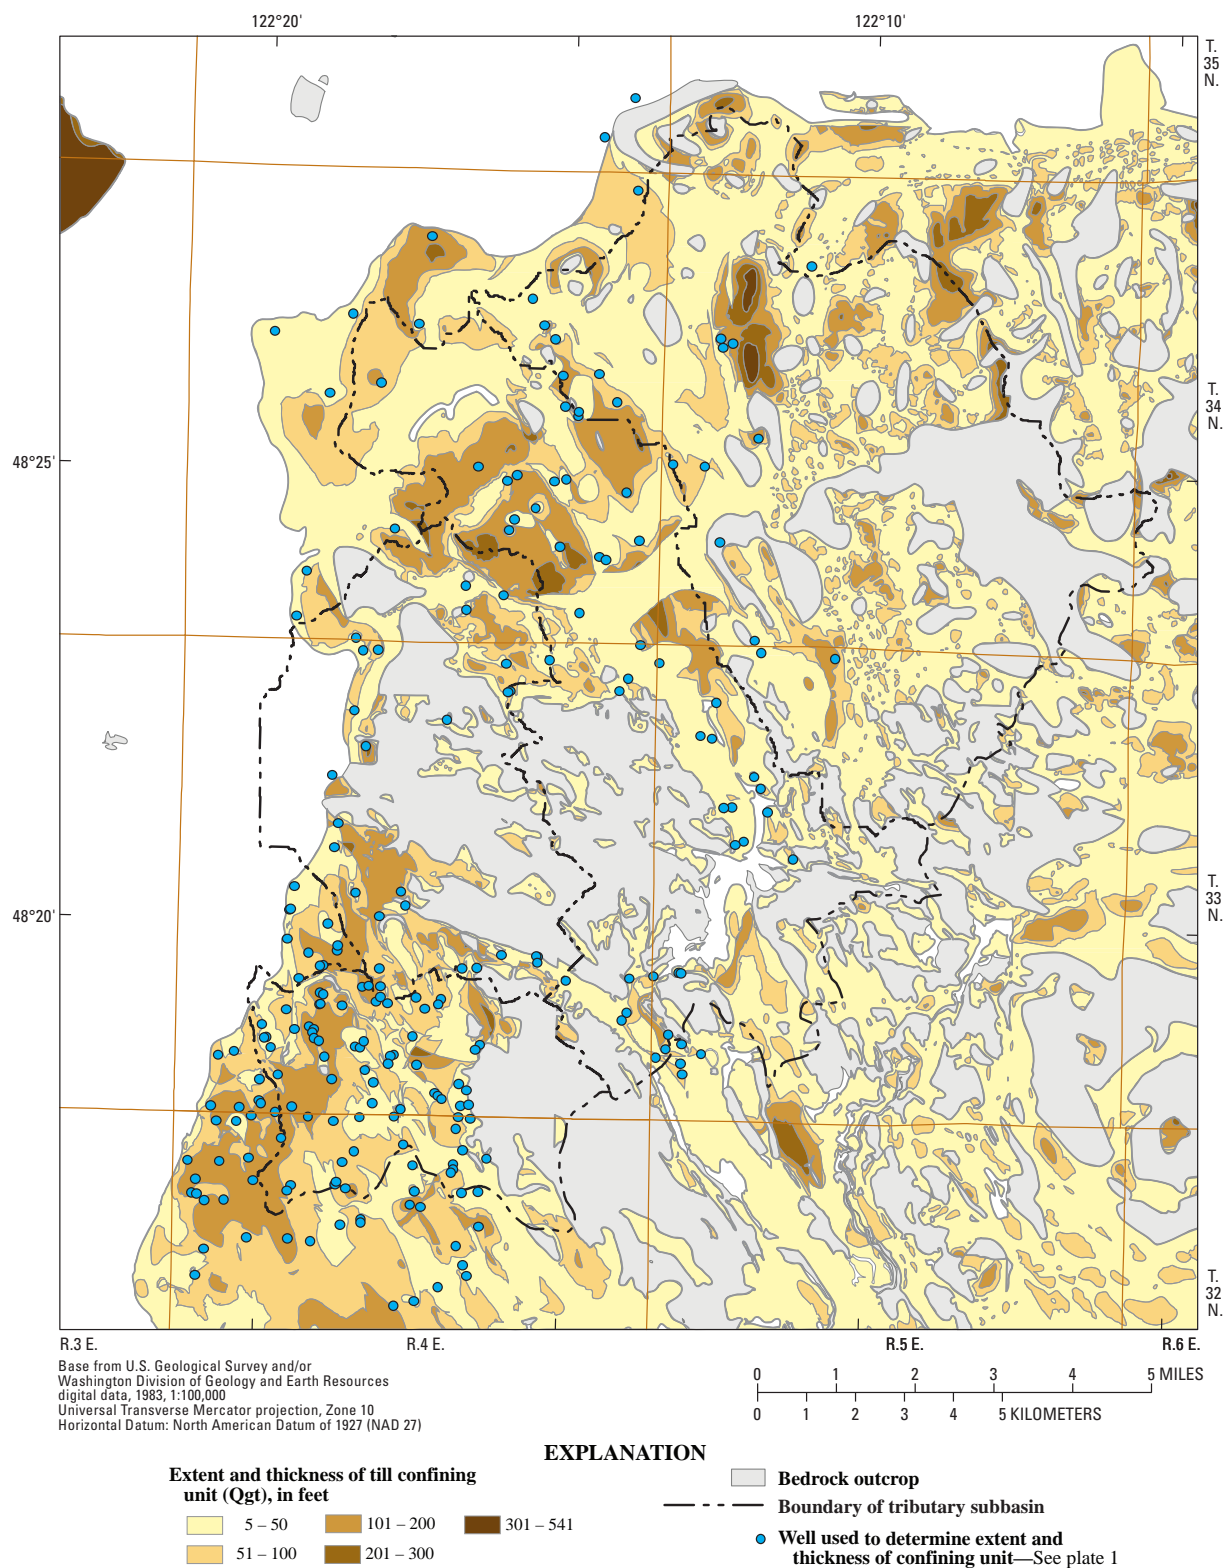 122°20' 122°10'
T.
35
N.
T.
34
N.
48°25'
T.
33
N.
48°20'
T.
32
N.
R.3 E. R.4 E. R.5 E. R.6 E.
Base from U.S. Geological Survey and/or
Washington Division of Geology and Earth Resources
digital data, 1983, 1:100,000
Universal Transverse Mercator projection, Zone 10
Horizontal Datum: North American Datum of 1927 (NAD 27)
0 1 2 3 4 5 MILES
0 1 2 3 4 5 KILOMETERS
EXPLANATION
Extent and thickness of till confining
unit (Qgt), in feet
5 – 50 101 – 200 301 – 541
51 – 100 201 – 300
Bedrock outcrop
Boundary of tributary subbasin
Well used to determine extent and
thickness of confining unit—See plate 1